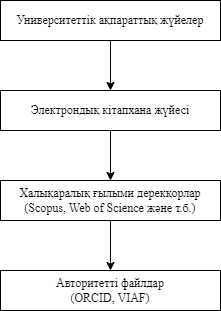 Университеттік ақпараттық жүйелер
Электрондық кітапхана жүйесі
Халықаралық ғылыми дерекқорлар
(Scopus, Web of Science және т.б.)
Авторитетті файлдар
(ORCID, VIAF)